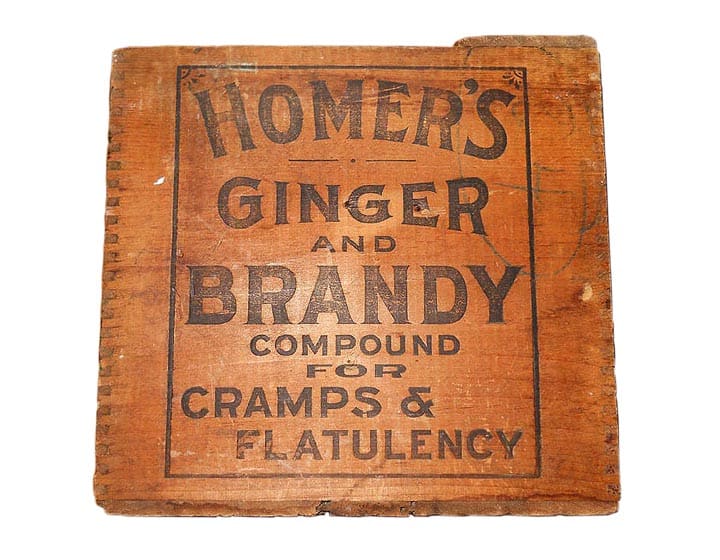 HOMER'S
GINGER
AND
BRANDY
COMPOUND
FOR
CRAMPS &
FLATULENCY